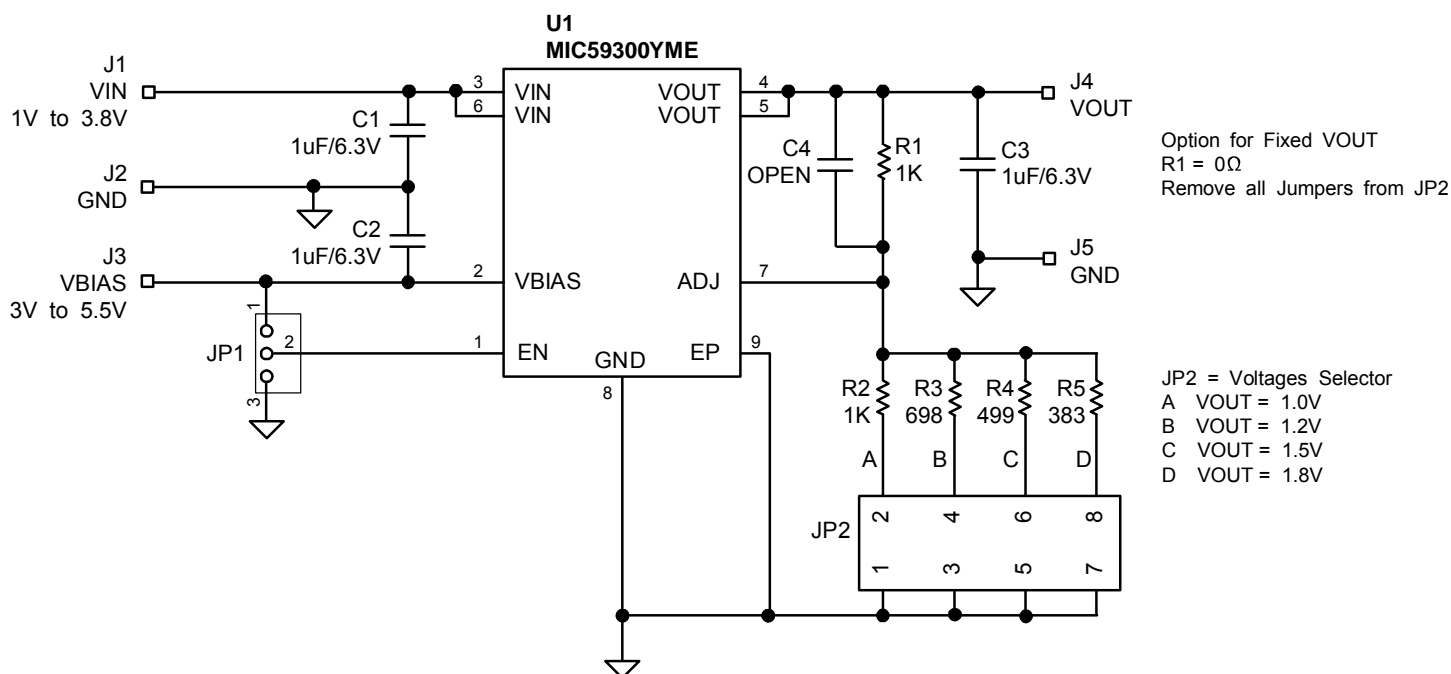 U1
MIC59300YME
J1
VIN
1V to 3.8V
J2
GND
J3
VBIAS
3V to 5.5V
C1
1uF/6.3V
C2
1uF/6.3V
JP1
1
2
3
3
6
2
1
VIN
VIN
VBIAS
EN
GND
8
VOUT
VOUT
ADJ
EP
4
5
7
9
C4
OPEN
R1
1K
C3
1uF/6.3V
J4
VOUT
J5
GND
Option for Fixed VOUT
R1 = 0Ω
Remove all Jumpers from JP2
R2
1K
R3
698
R4
499
R5
383
A
B
C
D
JP2
2
4
6
8
1
3
5
7
JP2 = Voltages Selector
A VOUT = 1.0V
B VOUT = 1.2V
C VOUT = 1.5V
D VOUT = 1.8V